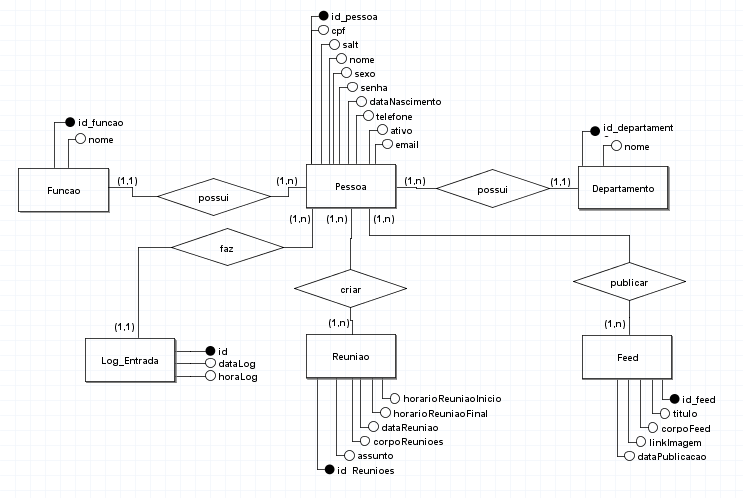 id_pessoa
cpf
salt
nome
sexo
senha
dataNascimento
telefone
ativo
email
id_funcao
nome
id_departament
nome
Funcao
(1,1)
possui
(1,n)
Pessoa
(1,n)
possui
(1,1)
Departamento
(1,n)
(1,n)
(1,n)
faz
criar
publicar
(1,1)
(1,n)
(1,n)
Log_Entrada
id
dataLog
horaLog
Reuniao
Feed
horarioReuniaoInicio
horarioReuniaoFinal
dataReuniao
corpoReunioes
assunto
id_Reunioes
id_feed
titulo
corpoFeed
linkImagem
dataPublicacao